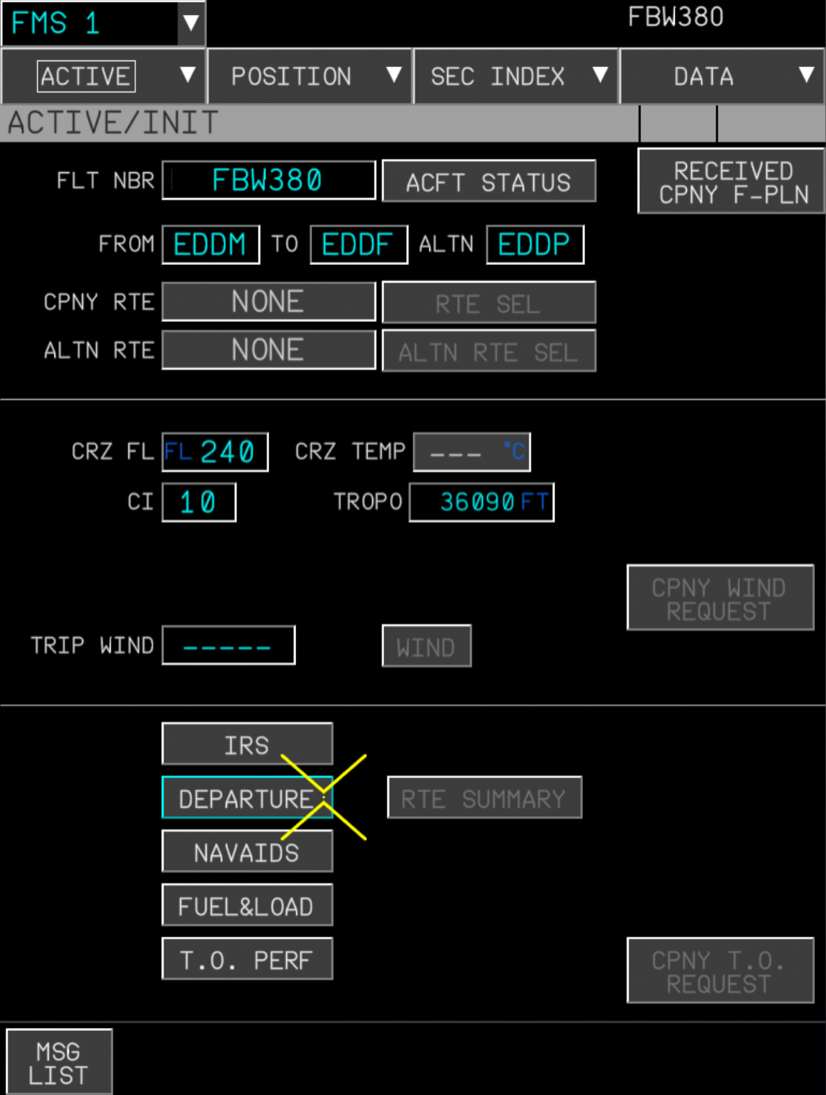 FMS 1 ▼ FBW380
ACTIVE ▼ POSITION ▼ SEC INDEX ▼ DATA ▼
ACTIVE/INIT
FLT NBR FBW380 ACFT STATUS RECEIVED
CPNY F-PLN
FROM EDDM TO EDDF ALTN EDDP
CPNY RTE NONE RTE SEL
ALTN RTE NONE ALTN RTE SEL
CRZ FL FL 240 CRZ TEMP --- °C
CI 10 TROPO 36090 FT
CPNY WIND
REQUEST
TRIP WIND ----- WIND
IRS
DEPARTURE RTE SUMMARY
NAVAIDS
FUEL&LOAD
T.O. PERF CPNY T.O.
REQUEST
MSG
LIST